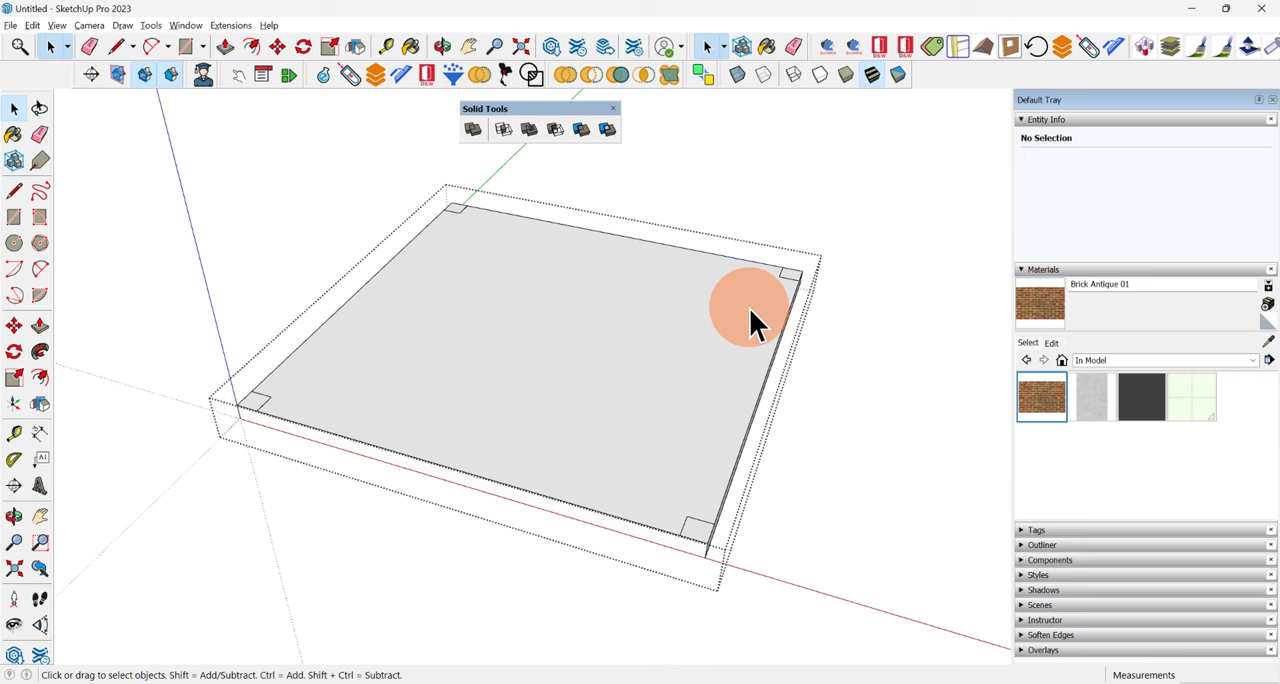 Untitled - SketchUp Pro 2023
File Edit View Camera Draw Tools Window Extensions Help
Solid Tools
Default Tray
Entity Info
No Selection
Materials
Brick Antique 01
Select Edit
In Model
Tags
Outliner
Components
Styles
Shadows
Scenes
Instructor
Soften Edges
Overlays
Click or drag to select objects. Shift = Add/Subtract. Ctrl = Add. Shift + Ctrl = Subtract.
Measurements